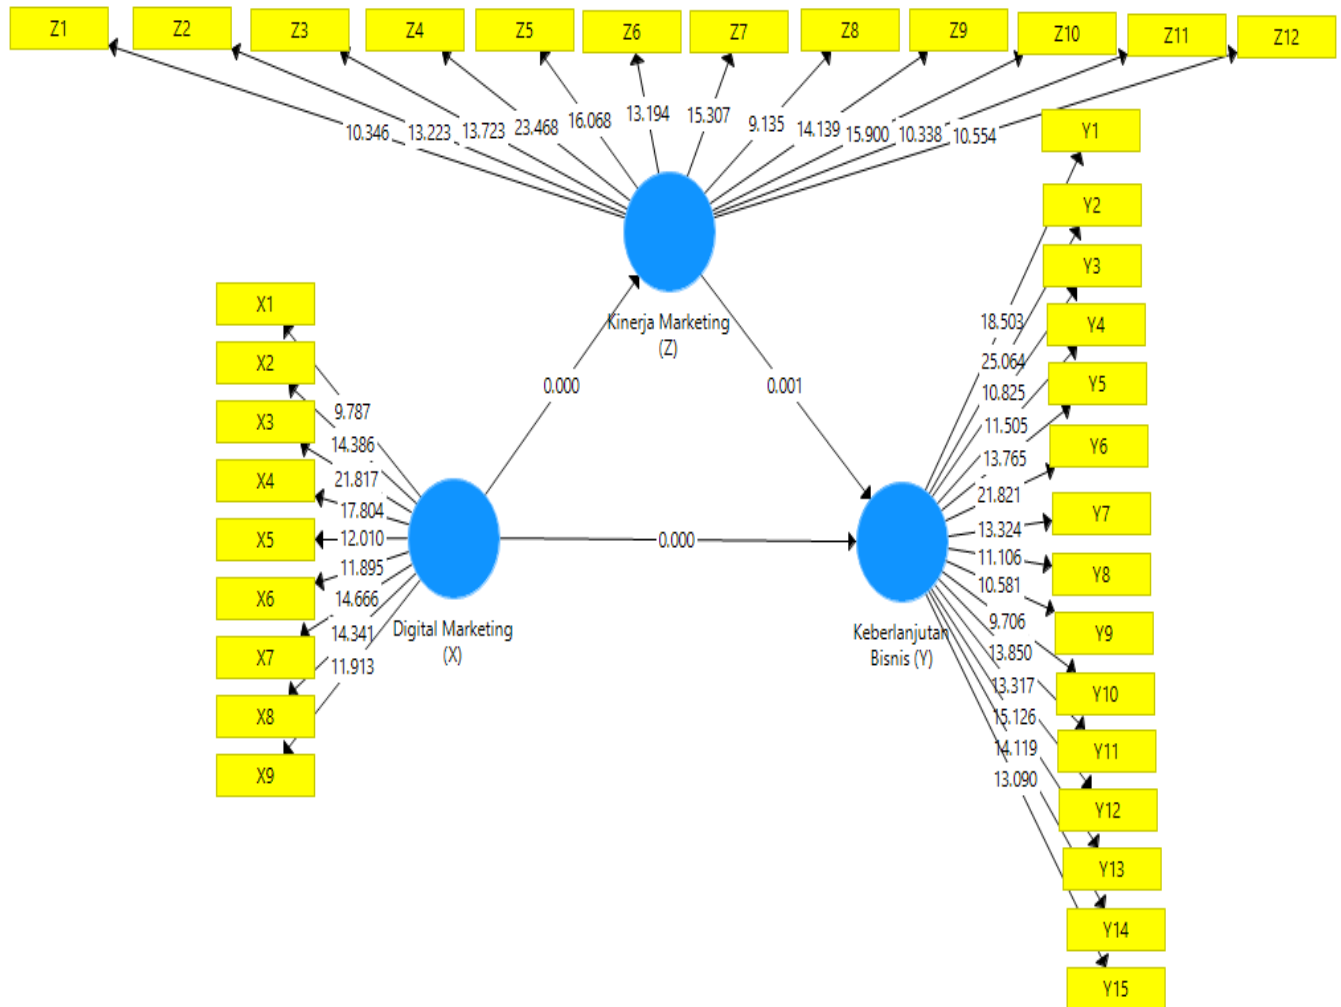 Z1
Z2
Z3
Z4
Z5
Z6
Z7
Z8
Z9
Z10
Z11
Z12
10.346
13.223
13.723
23.468
16.068
13.194
15.307
9.135
14.139
15.900
10.338
10.554
Kinerja Marketing
(Z)
X1
X2
X3
X4
X5
X6
X7
X8
X9
9.787
14.386
21.817
17.804
12.010
11.895
14.666
14.341
11.913
Digital Marketing
(X)
0.000
0.001
0.000
Keberlanjutan
Bisnis (Y)
18.503
25.064
10.825
11.505
13.765
21.821
13.324
11.106
10.581
9.706
13.850
13.317
15.126
14.119
13.090
Y1
Y2
Y3
Y4
Y5
Y6
Y7
Y8
Y9
Y10
Y11
Y12
Y13
Y14
Y15